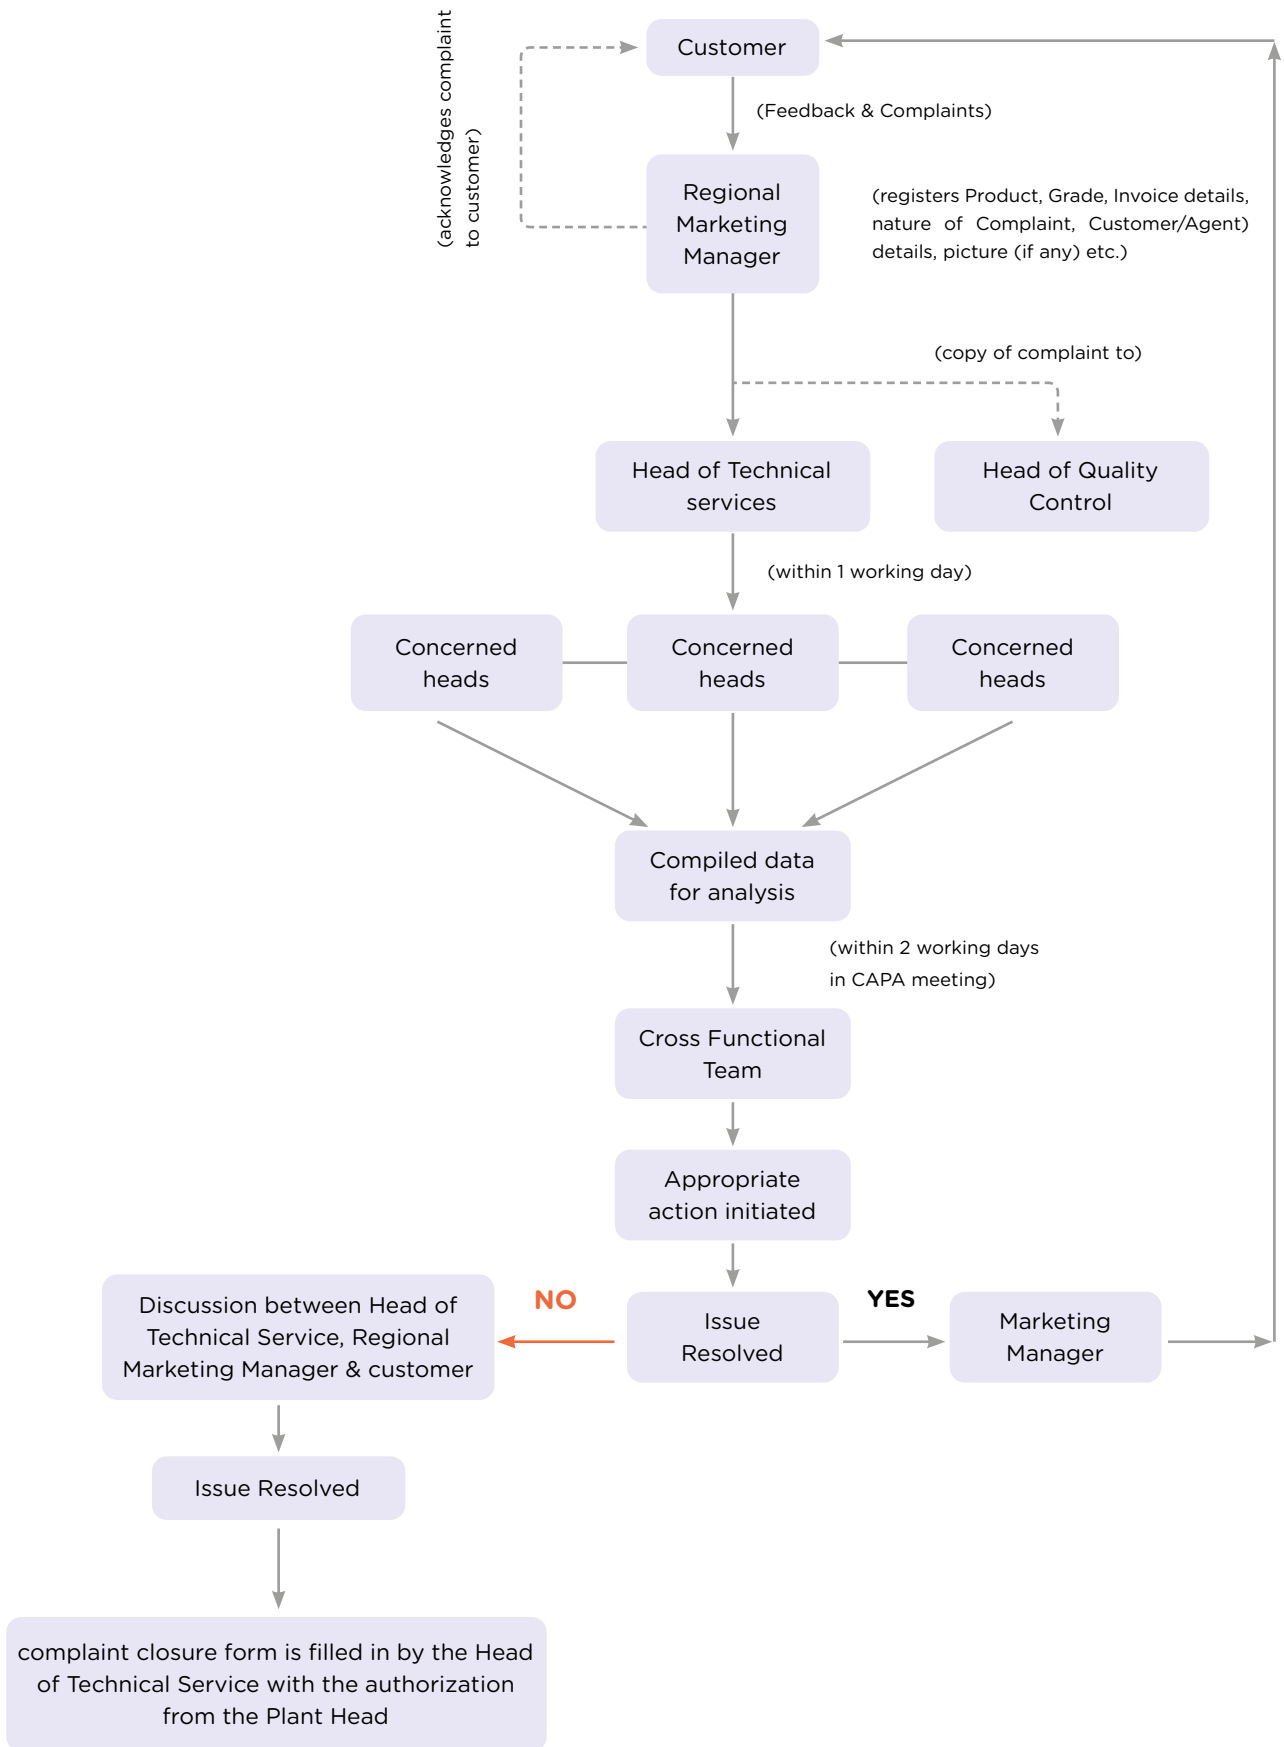 (acknowledges complaint
to customer)
Customer
(Feedback & Complaints)
Regional
Marketing
Manager
(registers Product, Grade, Invoice details,
nature of Complaint, Customer/Agent)
details, picture (if any) etc.)
(copy of complaint to)
Head of Technical
services
Head of Quality
Control
(within 1 working day)
Concerned
heads
Concerned
heads
Concerned
heads
Compiled data
for analysis
(within 2 working days
in CAPA meeting)
Cross Functional
Team
Appropriate
action initiated
Discussion between Head of
Technical Service, Regional
Marketing Manager & customer
NO
Issue
Resolved
YES
Marketing
Manager
Issue Resolved
complaint closure form is filled in by the Head
of Technical Service with the authorization
from the Plant Head